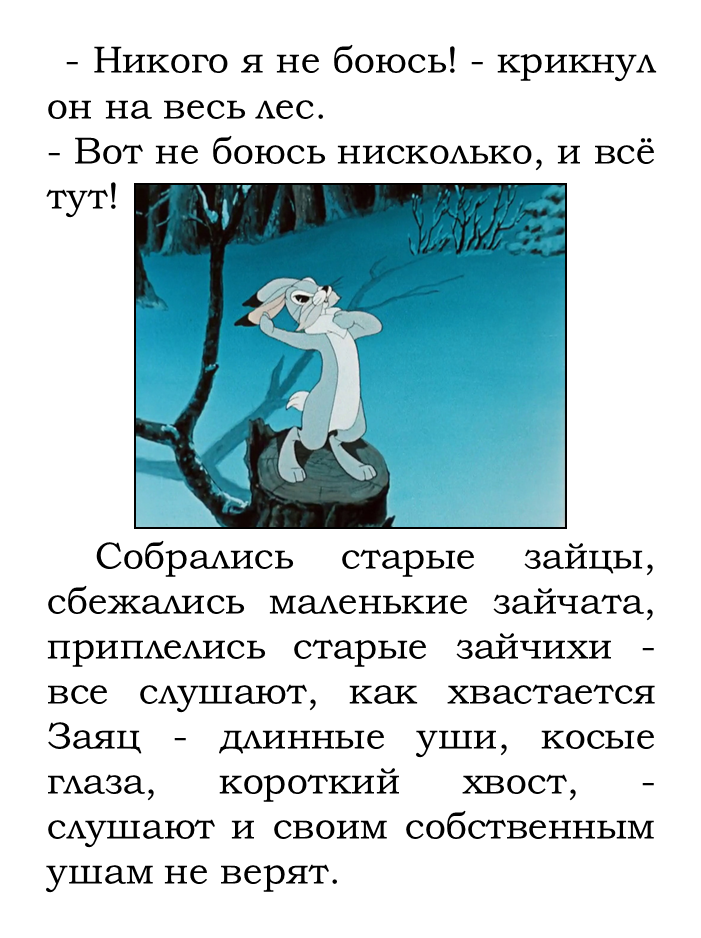 - Никого я не боюсь! - крикнул
он на весь лес.
- Вот не боюсь нисколько, и всё
тут!
Собрались старые зайцы,
сбежались маленькие зайчата,
приплелись старые зайчихи -
все слушают, как хвастается
Заяц - длинные уши, косые
глаза, короткий хвост, -
слушают и своим собственным
ушам не верят.